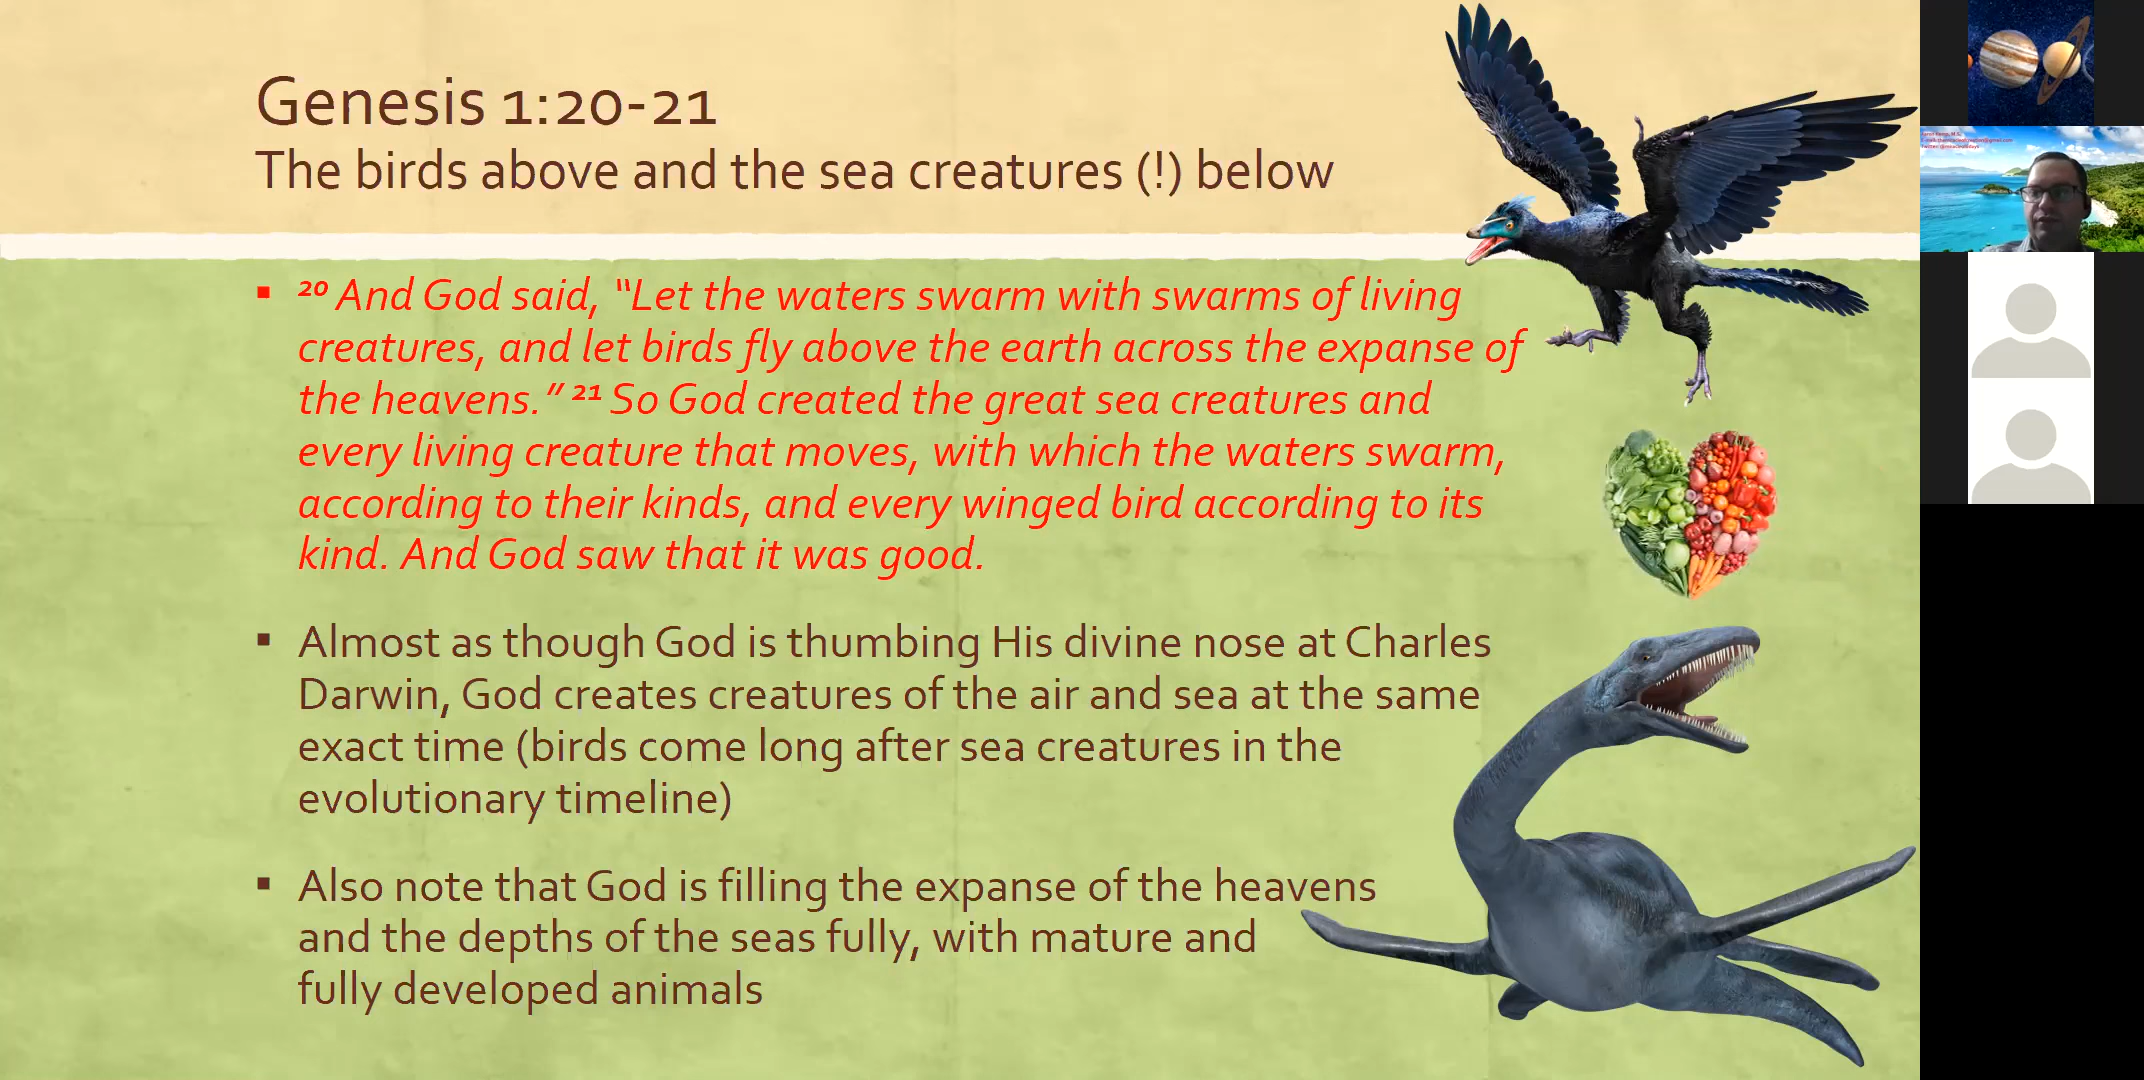 Genesis 1:20-21
The birds above and the sea creatures (!) below
▪ 20 And God said, “Let the waters swarm with swarms of living
creatures, and let birds fly above the earth across the expanse of
the heavens.” 21 So God created the great sea creatures and
every living creature that moves, with which the waters swarm,
according to their kinds, and every winged bird according to its
kind. And God saw that it was good.
▪ Almost as though God is thumbing His divine nose at Charles
Darwin, God creates creatures of the air and sea at the same
exact time (birds come long after sea creatures in the
evolutionary timeline)
▪ Also note that God is filling the expanse of the heavens
and the depths of the seas fully, with mature and
fully developed animals